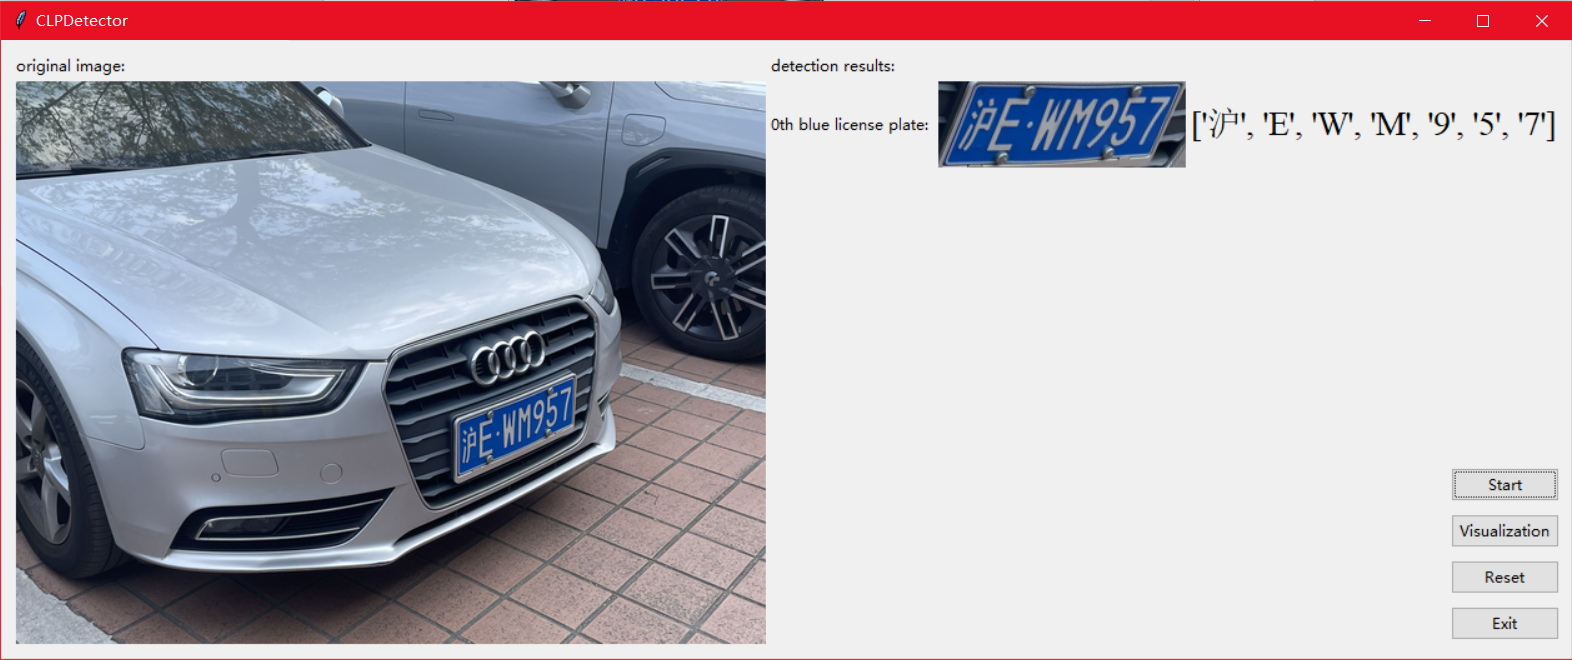 CLPDetector
original image:
沪E·WM957
detection results:
0th blue license plate:
沪E·WM957
['沪', 'E', 'W', 'M', '9', '5', '7']
Start
Visualization
Reset
Exit